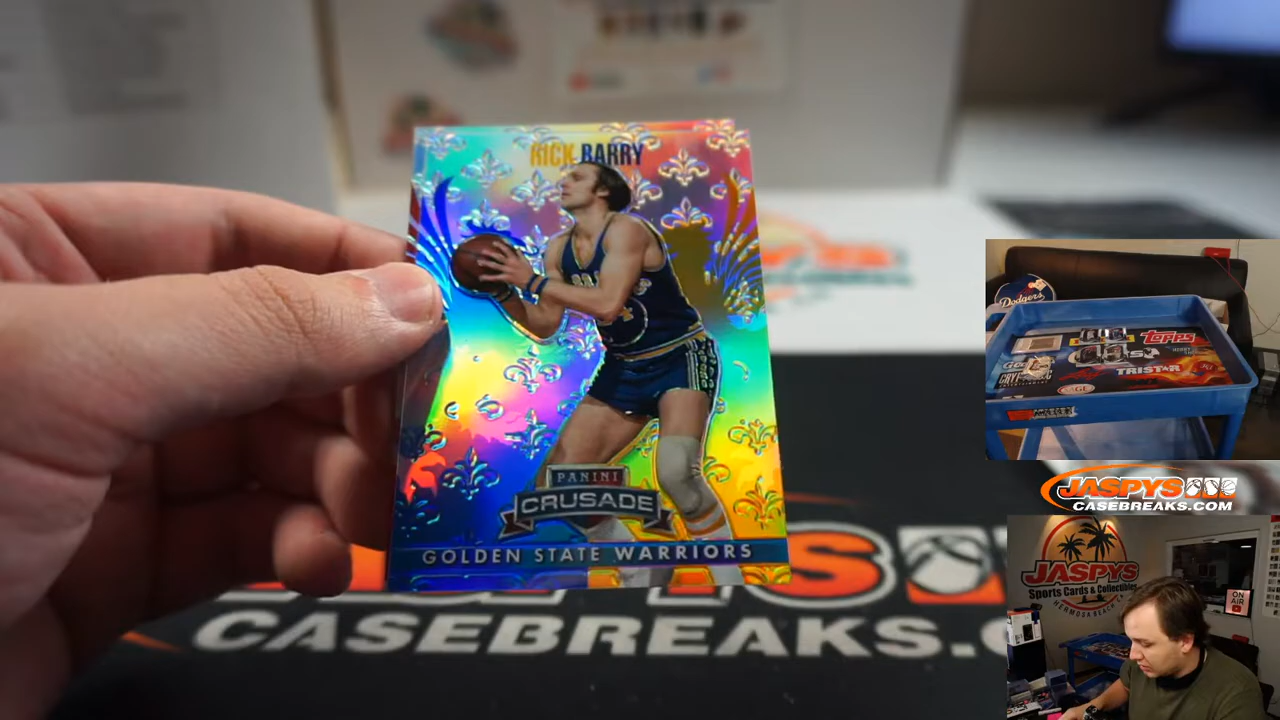 RICK BARRY
PANINI
CRUSADE
GOLDEN STATE WARRIORS
CASEBREAKS.
Dodgers
TOPPS
TRISTAR
JASPYS
CASEBREAKS.COM
JASPYS
Sports Cards & Collectibles
HERMOSA BEACH, CA
ON
AIR